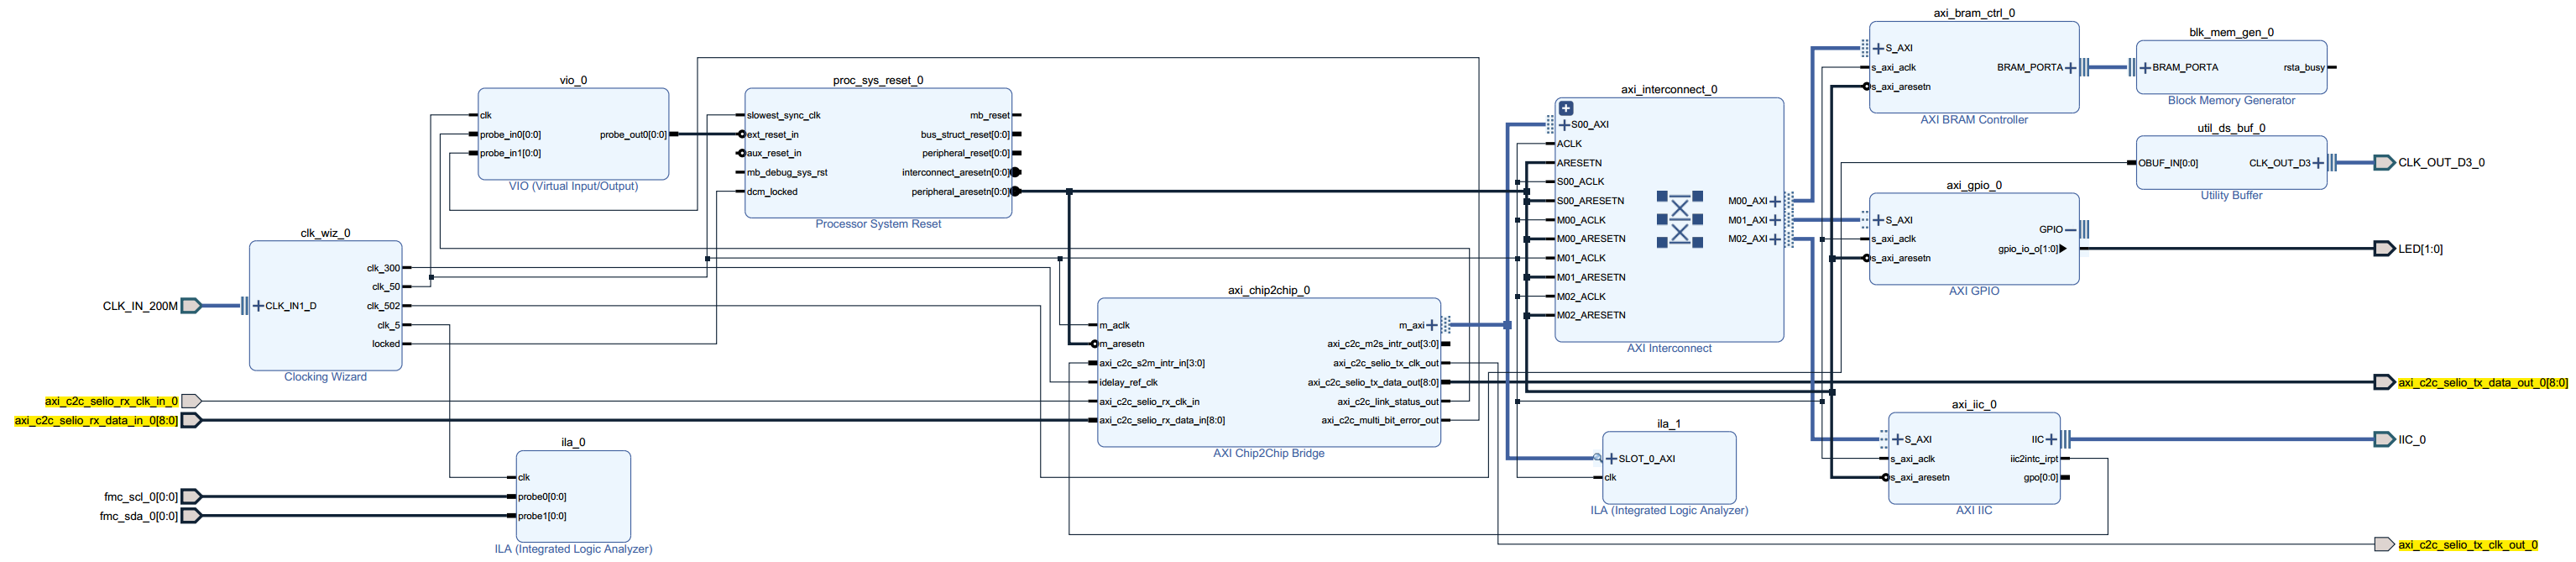 CLK_IN_200M
axi_c2c_selio_rx_clk_in_0
axi_c2c_selio_rx_data_in_0[8:0]
fmc_scl_0[0:0]
fmc_sda_0[0:0]
clk_wiz_0
CLK_IN1_D
clk_300
clk_50
clk_502
clk_5
locked
Clocking Wizard
vio_0
clk
probe_in0[0:0]
probe_in1[0:0]
probe_out0[0:0]
VIO (Virtual Input/Output)
ila_0
clk
probe0[0:0]
probe1[0:0]
ILA (Integrated Logic Analyzer)
proc_sys_reset_0
slowest_sync_clk
ext_reset_in
aux_reset_in
mb_debug_sys_rst
dcm_locked
mb_reset
bus_struct_reset[0:0]
peripheral_reset[0:0]
interconnect_aresetn[0:0]
peripheral_aresetn[0:0]
Processor System Reset
axi_chip2chip_0
m_aclk
m_aresetn
axi_c2c_s2m_intr_in[3:0]
idelay_ref_clk
axi_c2c_selio_rx_clk_in
axi_c2c_selio_rx_data_in[8:0]
m_axi
axi_c2c_m2s_intr_out[3:0]
axi_c2c_selio_tx_clk_out
axi_c2c_selio_tx_data_out[8:0]
axi_c2c_link_status_out
axi_c2c_multi_bit_error_out
AXI Chip2Chip Bridge
axi_interconnect_0
S00_AXI
ACLK
ARESETN
S00_ACLK
S00_ARESETN
M00_ACLK
M00_ARESETN
M01_ACLK
M01_ARESETN
M02_ACLK
M02_ARESETN
M00_AXI
M01_AXI
M02_AXI
AXI Interconnect
ila_1
SLOT_0_AXI
clk
ILA (Integrated Logic Analyzer)
axi_bram_ctrl_0
S_AXI
s_axi_aclk
s_axi_aresetn
BRAM_PORTA
AXI BRAM Controller
blk_mem_gen_0
BRAM_PORTA
rsta_busy
Block Memory Generator
util_ds_buf_0
OBUF_IN[0:0]
CLK_OUT_D3
Utility Buffer
axi_gpio_0
S_AXI
s_axi_aclk
s_axi_aresetn
GPIO
gpio_io_o[1:0]
AXI GPIO
axi_iic_0
S_AXI
s_axi_aclk
s_axi_aresetn
IIC
iic2intc_irpt
gpo[0:0]
AXI IIC
CLK_OUT_D3_0
LED[1:0]
axi_c2c_selio_tx_data_out_0[8:0]
IIC_0
axi_c2c_selio_tx_clk_out_0